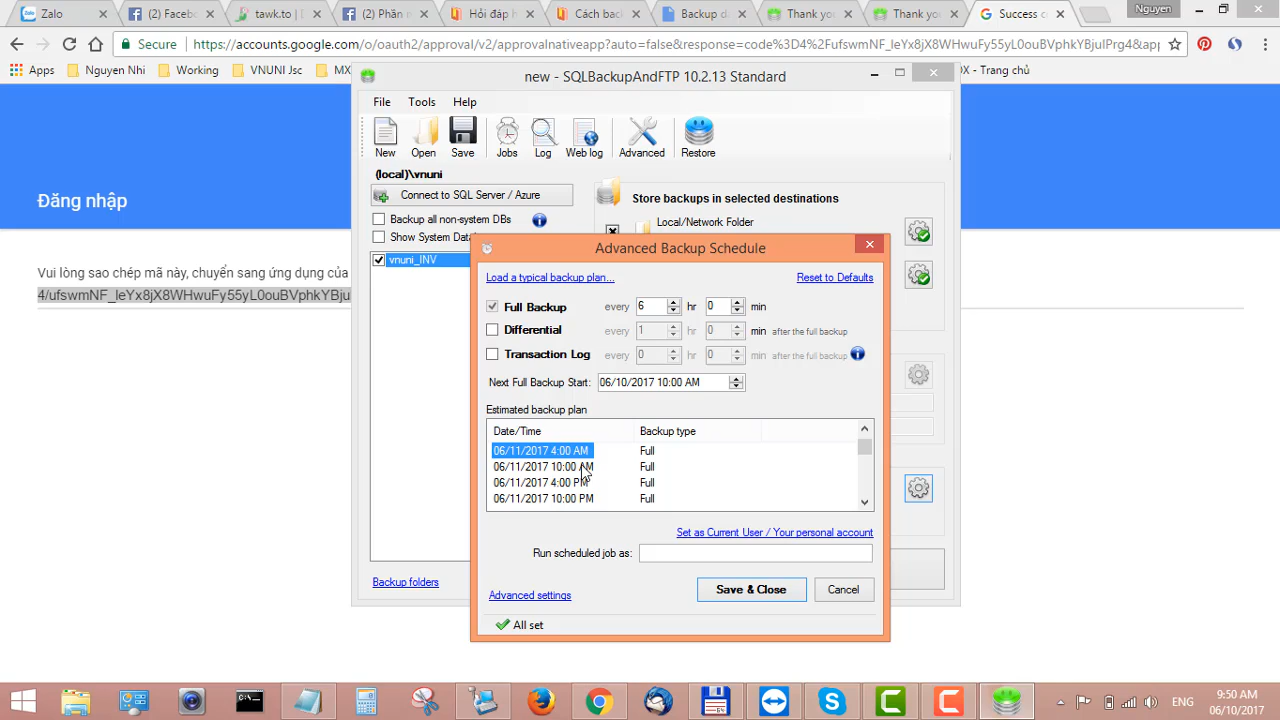 Zalo
(2) Faceb
tawk.to |
(2) Phần n
Hỏi đáp h
Cách back
Backup d
Thank you
Thank you
Success c
Nguyen
Secure
https://accounts.google.com/o/oauth2/approval/v2/approvalnativeapp?auto=false&response=code%3D4%2FufswmNF_leYx8jX8WHwuFy55yL0ouBVphkYBjulPrg4&ap
Apps
Nguyen Nhi
Working
VNUNI Jsc
MX
OX - Trang chủ
new - SQLBackupAndFTP 10.2.13 Standard
File Tools Help
New Open Save Jobs Log Web log Advanced Restore
(local)\vnuni
Connect to SQL Server / Azure
Store backups in selected destinations
Đăng nhập
Backup all non-system DBs
Local/Network Folder
Show System Data
vnuni_INV
Vui lòng sao chép mã này, chuyển sang ứng dụng của
4/ufswmNF_leYx8jX8WHwuFy55yL0ouBVphkYBju
Backup folders
Advanced Backup Schedule
Load a typical backup plan...
Reset to Defaults
Full Backup every 6 hr 0 min
Differential every 1 hr 0 min after the full backup
Transaction Log every 0 hr 0 min after the full backup
Next Full Backup Start: 06/10/2017 10:00 AM
Estimated backup plan
Date/Time Backup type
06/11/2017 4:00 AM Full
06/11/2017 10:00 AM Full
06/11/2017 4:00 PM Full
06/11/2017 10:00 PM Full
Set as Current User / Your personal account
Run scheduled job as:
Advanced settings
Save & Close
Cancel
All set
ENG
9:50 AM
06/10/2017